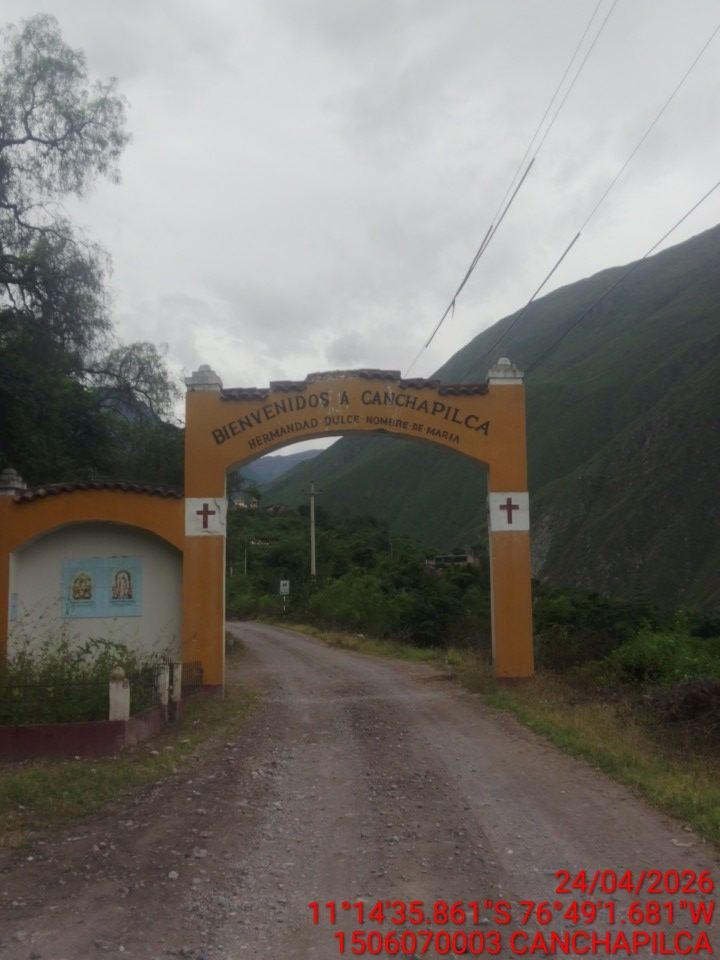 BIENVENIDOS A CANCHAPILCA
HERMANDAD DULCE NOMBRE DE MARIA
24/04/2026
11°14'35.861"S 76°49'1.681"W
1506070003 CANCHAPILCA